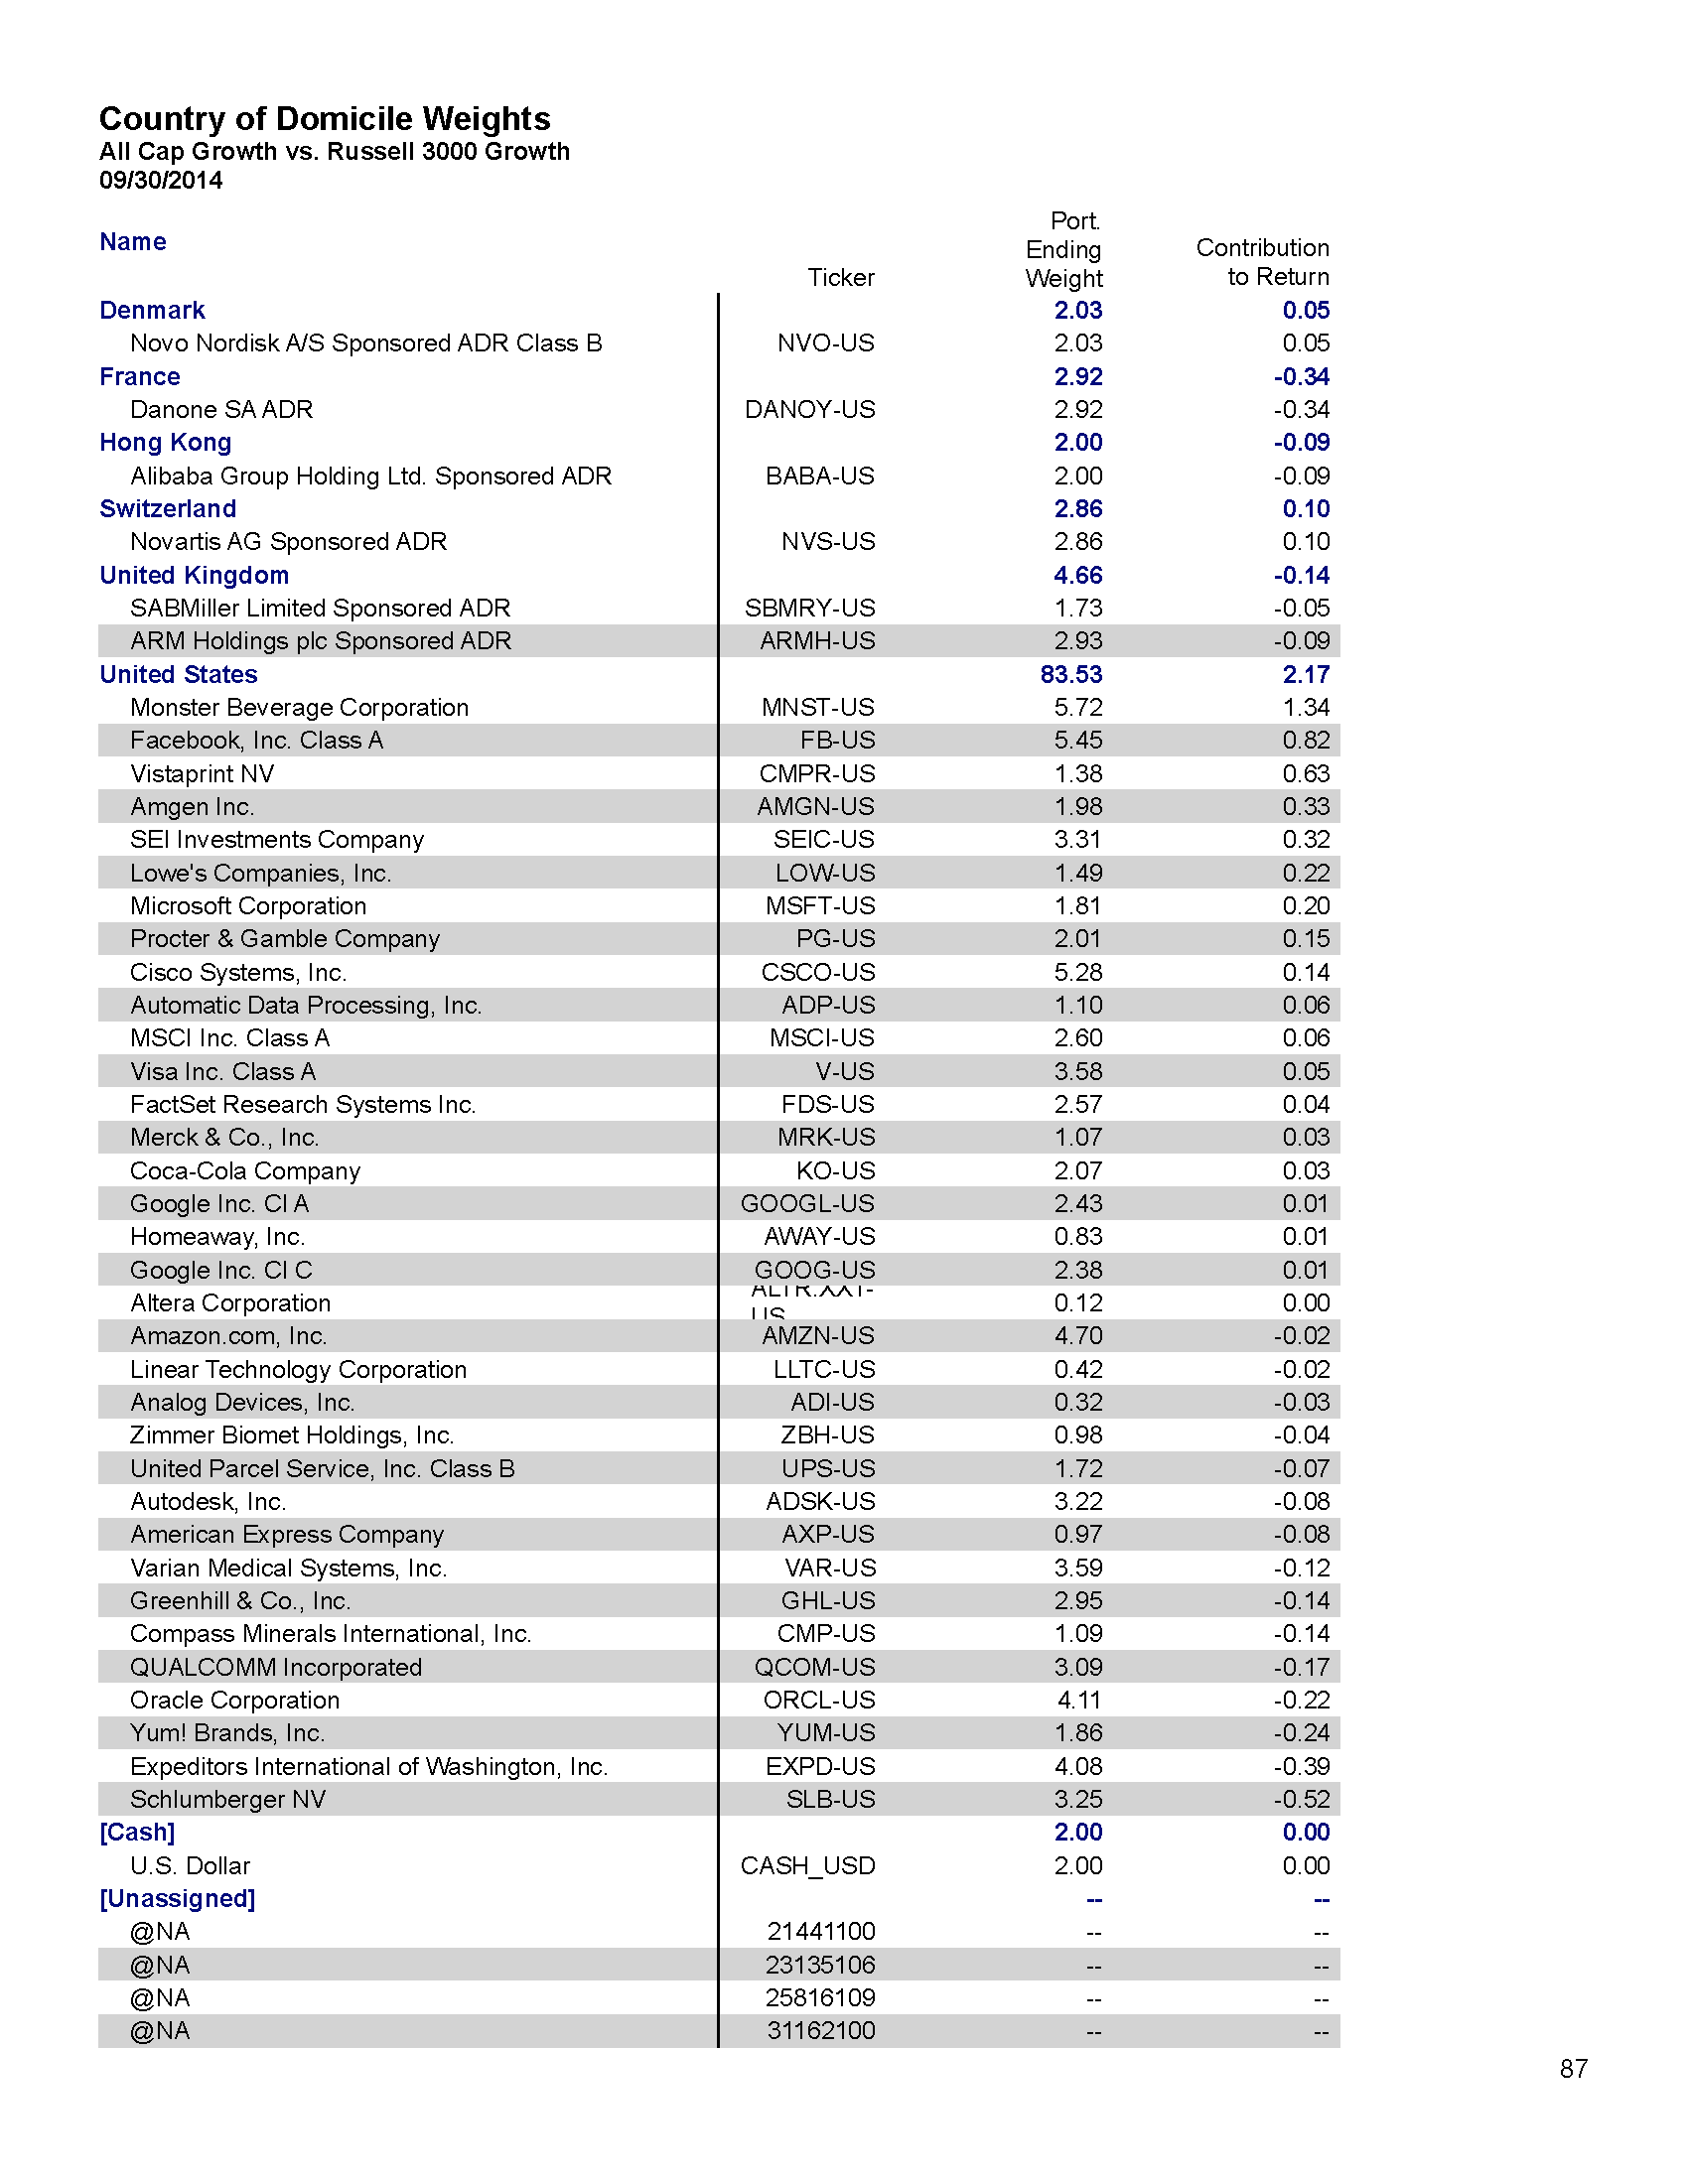 Country of Domicile Weights
All Cap Growth vs. Russell 3000 Growth
09/30/2014
Name Ticker Port. Ending Weight Contribution to Return
Denmark 2.03 0.05
Novo Nordisk A/S Sponsored ADR Class B NVO-US 2.03 0.05
France 2.92 -0.34
Danone SA ADR DANOY-US 2.92 -0.34
Hong Kong 2.00 -0.09
Alibaba Group Holding Ltd. Sponsored ADR BABA-US 2.00 -0.09
Switzerland 2.86 0.10
Novartis AG Sponsored ADR NVS-US 2.86 0.10
United Kingdom 4.66 -0.14
SABMiller Limited Sponsored ADR SBMRY-US 1.73 -0.05
ARM Holdings plc Sponsored ADR ARMH-US 2.93 -0.09
United States 83.53 2.17
Monster Beverage Corporation MNST-US 5.72 1.34
Facebook, Inc. Class A FB-US 5.45 0.82
Vistaprint NV CMPR-US 1.38 0.63
Amgen Inc. AMGN-US 1.98 0.33
SEI Investments Company SEIC-US 3.31 0.32
Lowe's Companies, Inc. LOW-US 1.49 0.22
Microsoft Corporation MSFT-US 1.81 0.20
Procter & Gamble Company PG-US 2.01 0.15
Cisco Systems, Inc. CSCO-US 5.28 0.14
Automatic Data Processing, Inc. ADP-US 1.10 0.06
MSCI Inc. Class A MSCI-US 2.60 0.06
Visa Inc. Class A V-US 3.58 0.05
FactSet Research Systems Inc. FDS-US 2.57 0.04
Merck & Co., Inc. MRK-US 1.07 0.03
Coca-Cola Company KO-US 2.07 0.03
Google Inc. Cl A GOOGL-US 2.43 0.01
Homeaway, Inc. AWAY-US 0.83 0.01
Google Inc. Cl C GOOG-US 2.38 0.01
Altera Corporation 0.12 0.00
Amazon.com, Inc. AMZN-US 4.70 -0.02
Linear Technology Corporation LLTC-US 0.42 -0.02
Analog Devices, Inc. ADI-US 0.32 -0.03
Zimmer Biomet Holdings, Inc. ZBH-US 0.98 -0.04
United Parcel Service, Inc. Class B UPS-US 1.72 -0.07
Autodesk, Inc. ADSK-US 3.22 -0.08
American Express Company AXP-US 0.97 -0.08
Varian Medical Systems, Inc. VAR-US 3.59 -0.12
Greenhill & Co., Inc. GHL-US 2.95 -0.14
Compass Minerals International, Inc. CMP-US 1.09 -0.14
QUALCOMM Incorporated QCOM-US 3.09 -0.17
Oracle Corporation ORCL-US 4.11 -0.22
Yum! Brands, Inc. YUM-US 1.86 -0.24
Expeditors International of Washington, Inc. EXPD-US 4.08 -0.39
Schlumberger NV SLB-US 3.25 -0.52
[Cash] 2.00 0.00
U.S. Dollar CASH_USD 2.00 0.00
[Unassigned] -- --
@NA 21441100 -- --
@NA 23135106 -- --
@NA 25816109 -- --
@NA 31162100 -- --
87